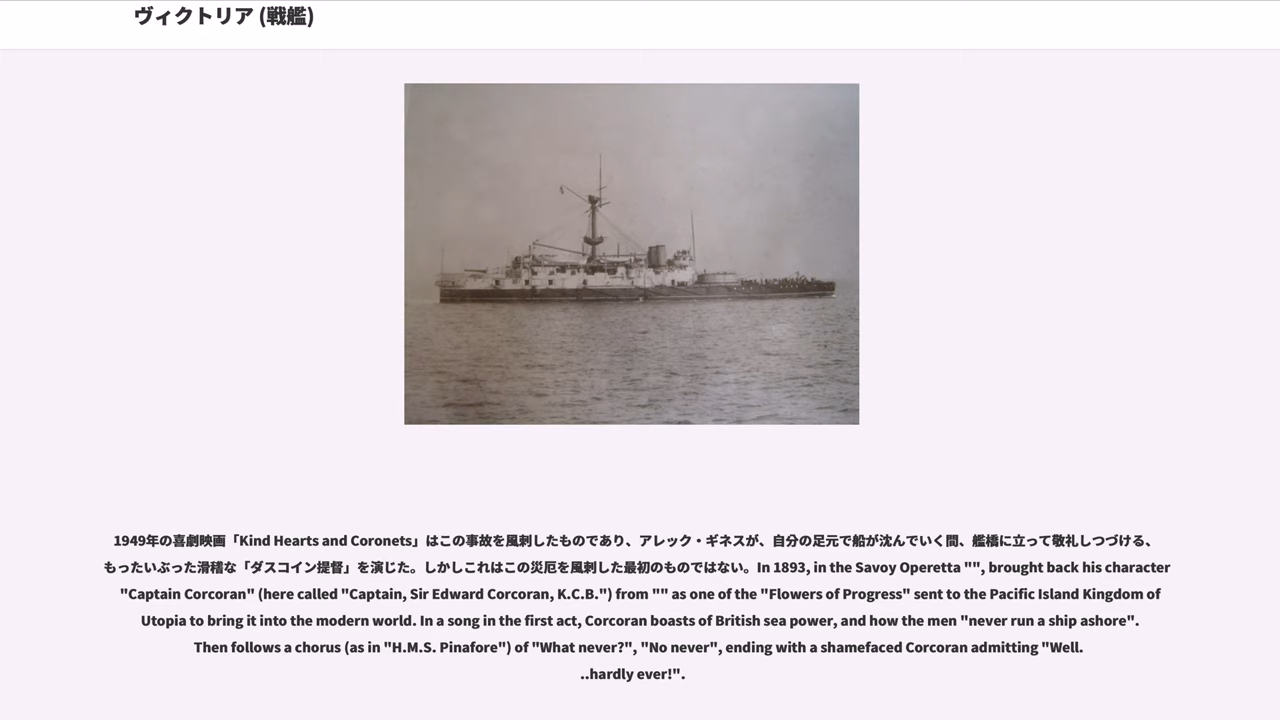 ヴィクトリア (戦艦)
1949年の喜劇映画「Kind Hearts and Coronets」はこの事故を風刺したものであり、アレック・ギネスが、自分の足元で船が沈んでいく間、艦橋に立って敬礼しつづける、
もったいぶった滑稽な「ダスコイン提督」を演じた。しかしこれはこの災厄を風刺した最初のものではない。In 1893, in the Savoy Operetta "", brought back his character
"Captain Corcoran" (here called "Captain, Sir Edward Corcoran, K.C.B.") from "" as one of the "Flowers of Progress" sent to the Pacific Island Kingdom of
Utopia to bring it into the modern world. In a song in the first act, Corcoran boasts of British sea power, and how the men "never run a ship ashore".
Then follows a chorus (as in "H.M.S. Pinafore") of "What never?", "No never", ending with a shamefaced Corcoran admitting "Well.
..hardly ever!".